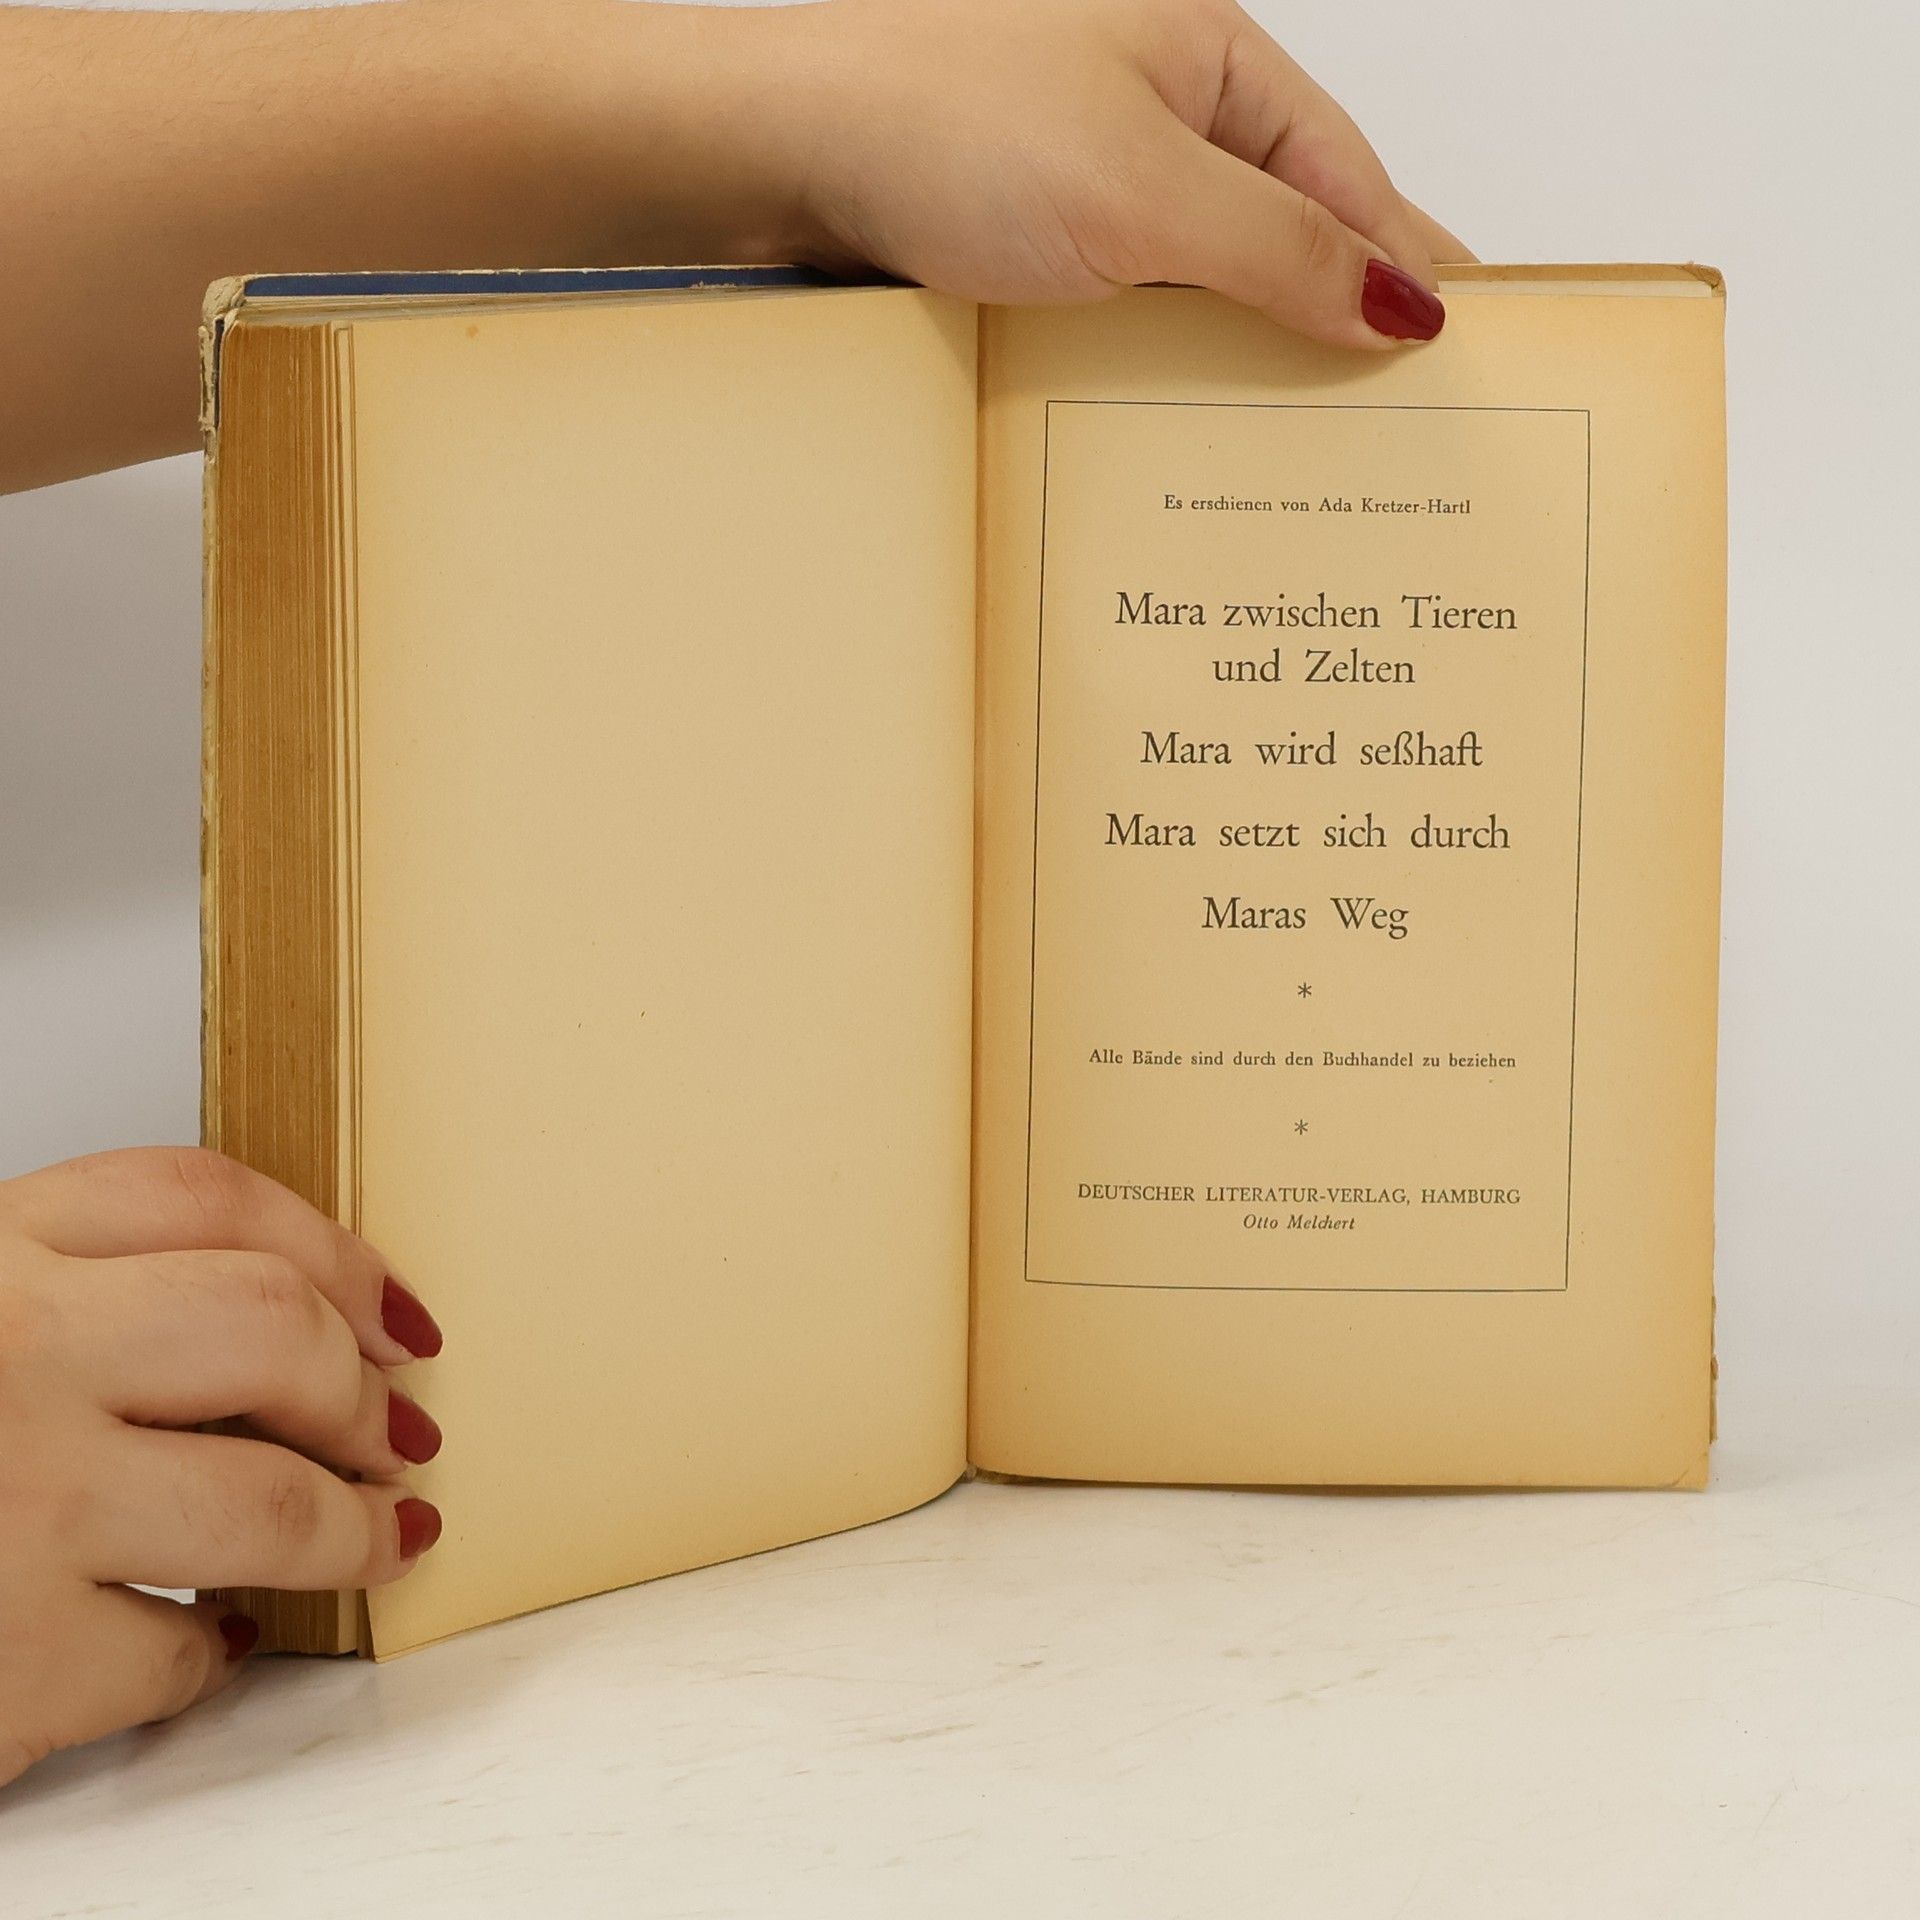 Es erschienen von Ada Kretzer-Hartl
Mara zwischen Tieren
und Zelten
Mara wird seßhaft
Mara setzt sich durch
Maras Weg
*
Alle Bände sind durch den Buchhandel zu beziehen
*
DEUTSCHER LITERATUR-VERLAG, HAMBURG
Otto Melchert